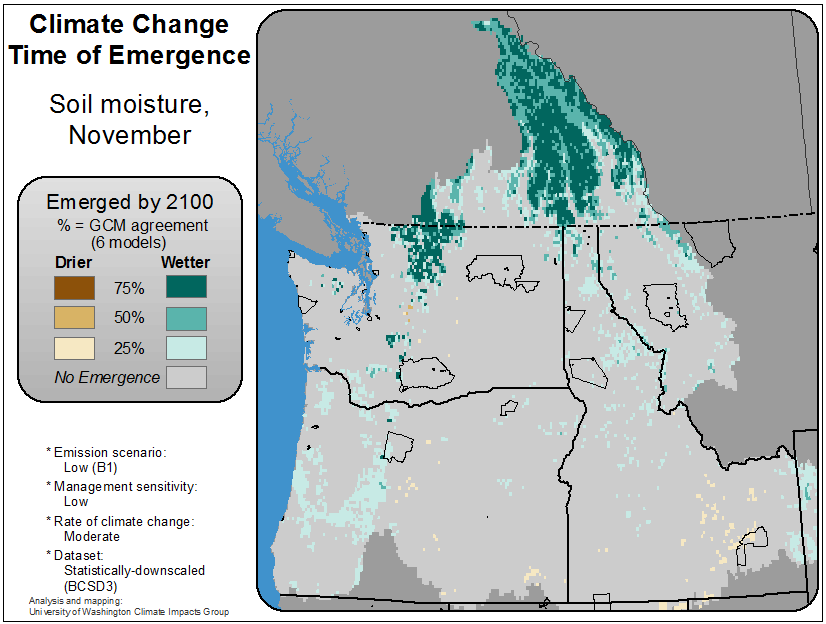 Climate Change
Time of Emergence
Soil moisture,
November
Emerged by 2100
% = GCM agreement
(6 models)
Drier Wetter
75%
50%
25%
No Emergence
* Emission scenario:
Low (B1)
* Management sensitivity:
Low
* Rate of climate change:
Moderate
* Dataset:
Statistically-downscaled
(BCSD3)
Analysis and mapping:
University of Washington Climate Impacts Group